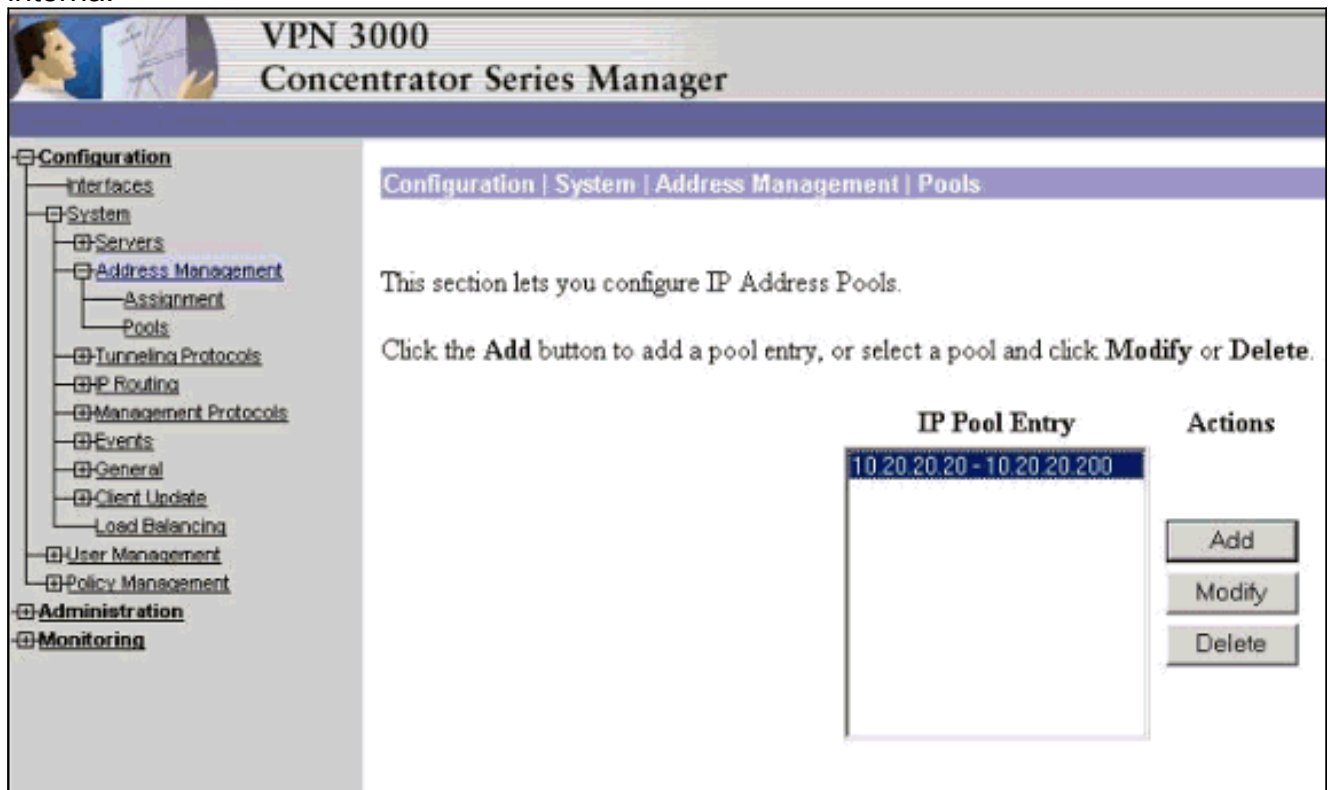 VPN 3000
Concentrator Series Manager
Configuration
Interfaces
System
Servers
Address Management
Assignment
Pools
Tunneling Protocols
IP Routing
Management Protocols
Events
General
Client Update
Load Balancing
User Management
Policy Management
Administration
Monitoring
Configuration | System | Address Management | Pools
This section lets you configure IP Address Pools.
Click the Add button to add a pool entry, or select a pool and click Modify or Delete.
IP Pool Entry
Actions
10.20.20.20 - 10.20.20.200
Add
Modify
Delete